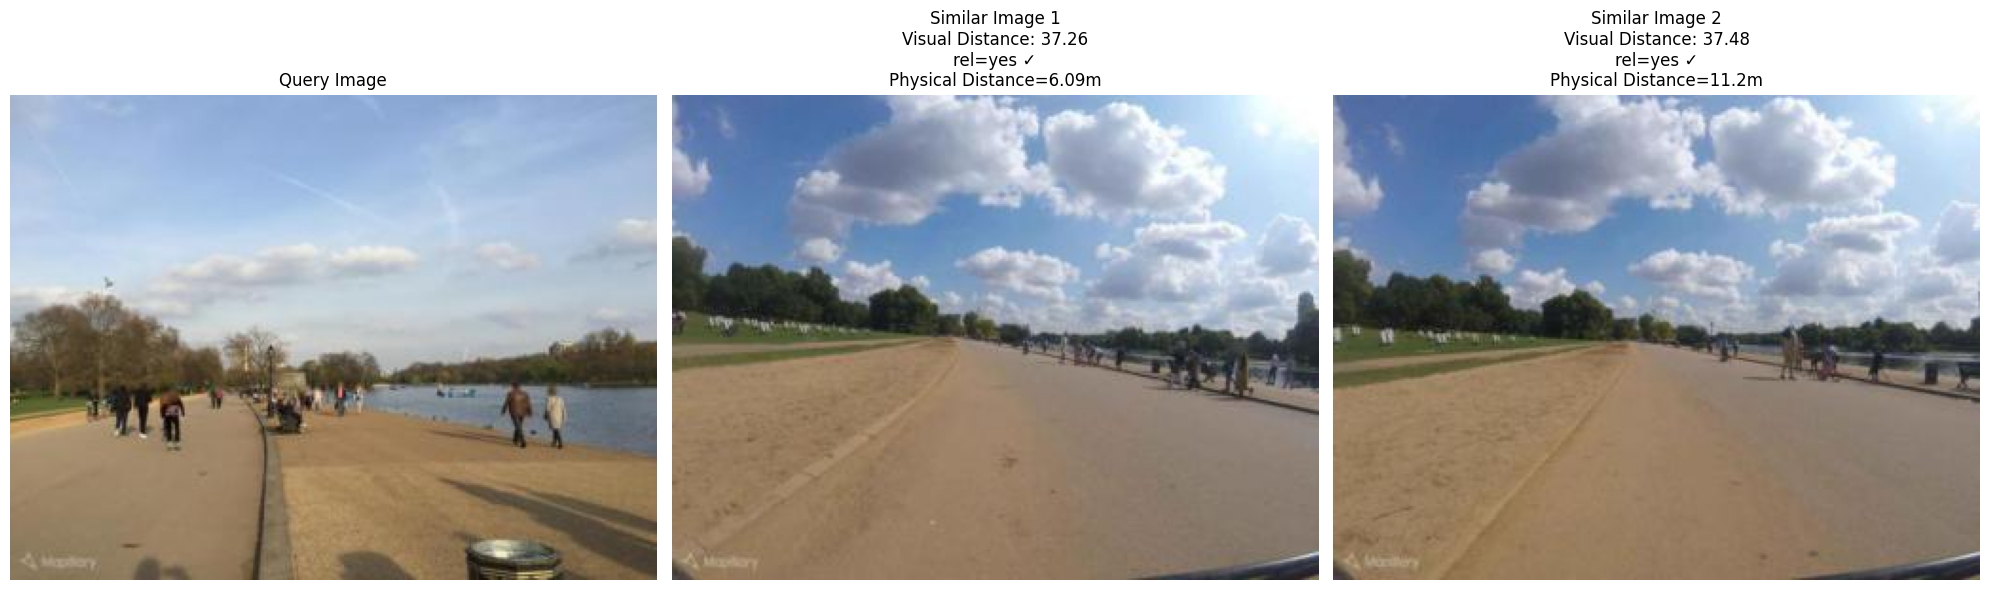 Query Image
Similar Image 1
Visual Distance: 37.26
rel=yes ✓
Physical Distance=6.09m
Similar Image 2
Visual Distance: 37.48
rel=yes ✓
Physical Distance=11.2m
Mapillary
Mapillary
Mapillary